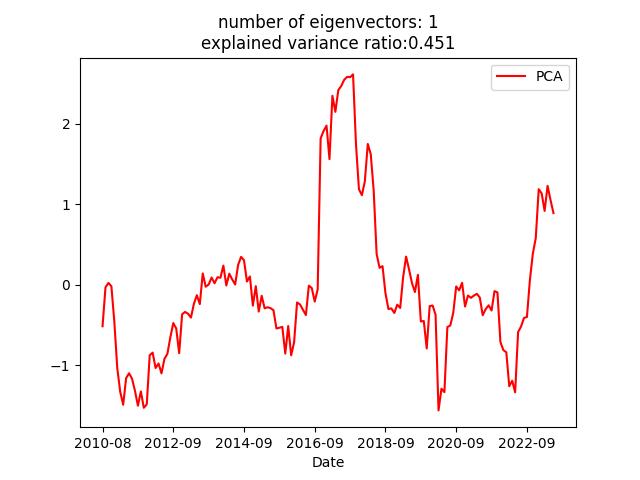 number of eigenvectors: 1
explained variance ratio:0.451
PCA
2
1
0
−1
2010-08 2012-09 2014-09 2016-09 2018-09 2020-09 2022-09
Date